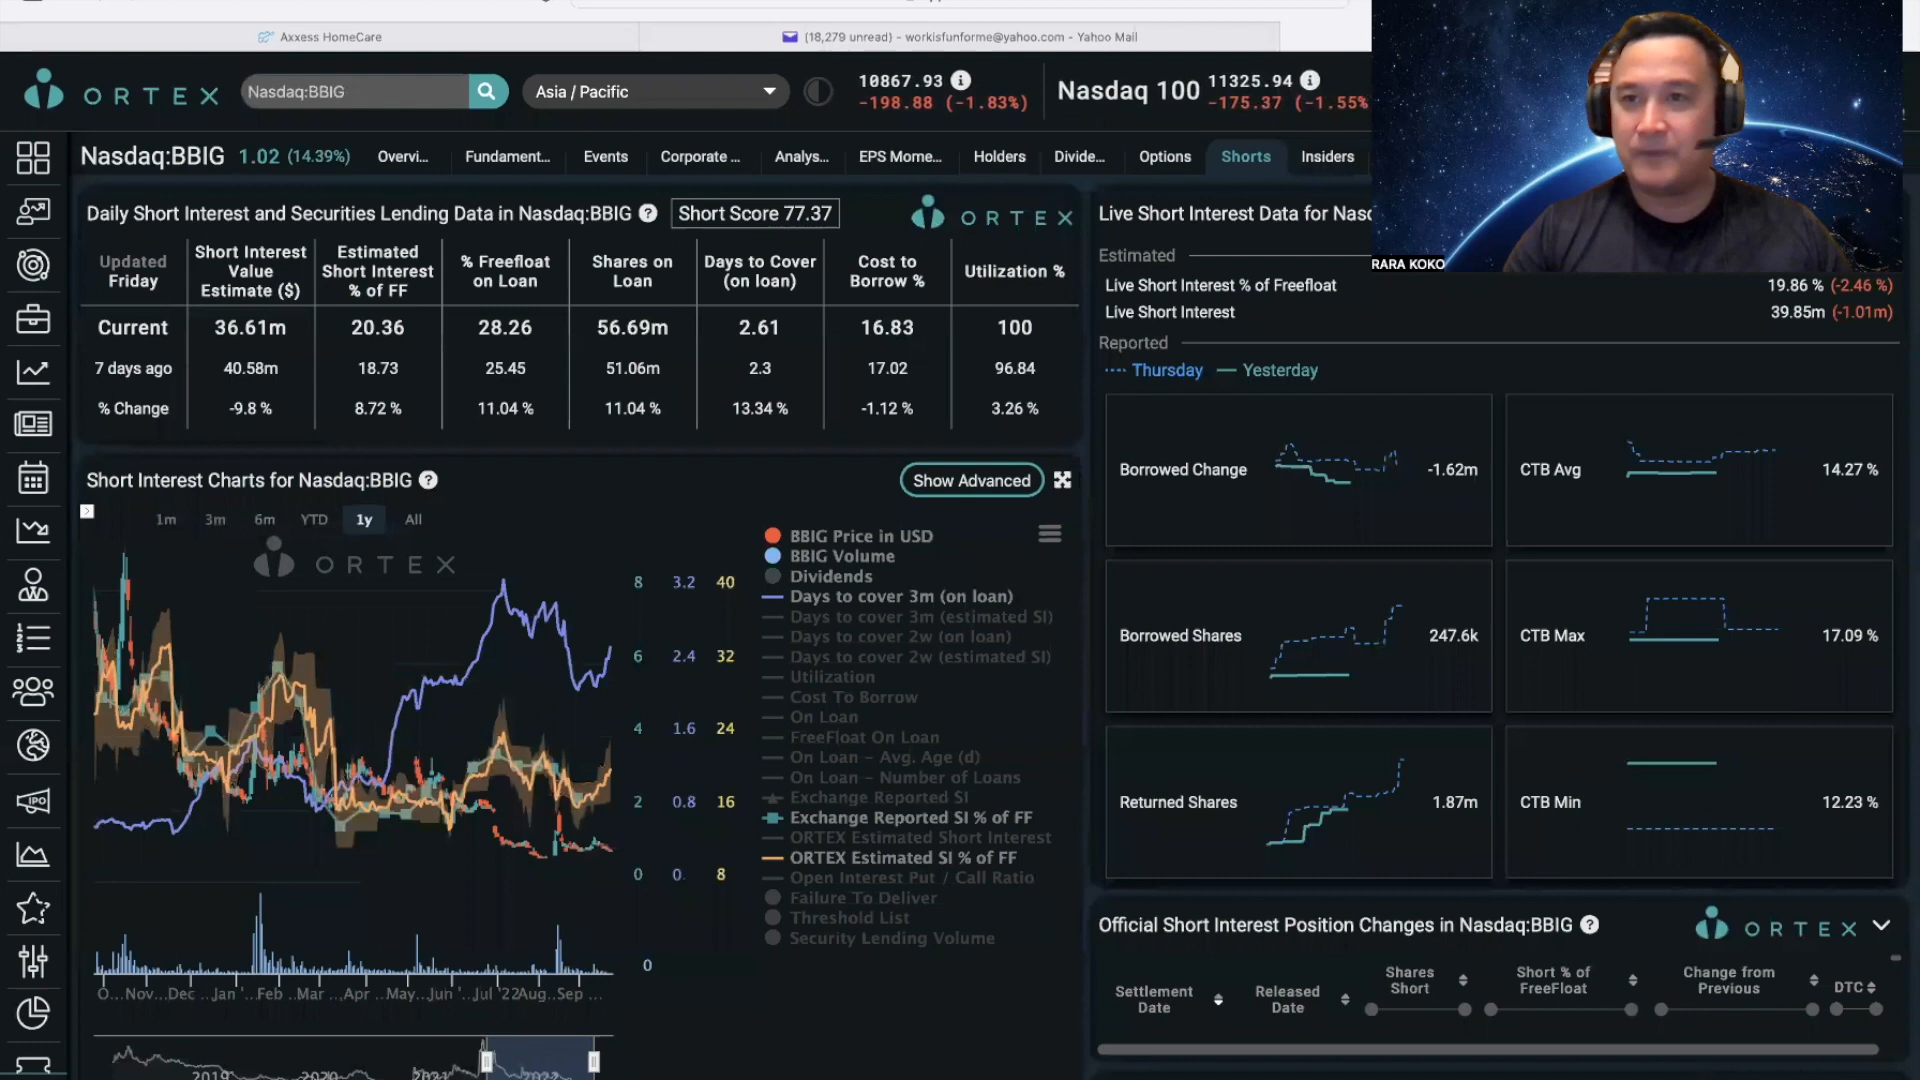 Axxess HomeCare
(18,279 unread) - workisfunforme@yahoo.com - Yahoo Mail
ORTEX
Nasdaq:BBIG
Asia / Pacific
10867.93
-198.88 (-1.83%)
Nasdaq 100
11325.94
-175.37 (-1.55%
Nasdaq:BBIG 1.02 (14.39%)
Overvi... Fundament... Events Corporate ... Analys... EPS Mome... Holders Divide... Options Shorts Insiders
RARA KOKO
Daily Short Interest and Securities Lending Data in Nasdaq:BBIG ?
Short Score 77.37
ORTEX
Updated Friday | Short Interest Value Estimate ($) | Estimated Short Interest % of FF | % Freefloat on Loan | Shares on Loan | Days to Cover (on loan) | Cost to Borrow % | Utilization %
Current 36.61m 20.36 28.26 56.69m 2.61 16.83 100
7 days ago 40.58m 18.73 25.45 51.06m 2.3 17.02 96.84
% Change -9.8 % 8.72 % 11.04 % 11.04 % 13.34 % -1.12 % 3.26 %
Live Short Interest Data for Nasd
Estimated
Live Short Interest % of Freefloat 19.86 % (-2.46 %)
Live Short Interest 39.85m (-1.01m)
Reported
Thursday Yesterday
Borrowed Change -1.62m
CTB Avg 14.27 %
Borrowed Shares 247.6k
CTB Max 17.09 %
Returned Shares 1.87m
CTB Min 12.23 %
Short Interest Charts for Nasdaq:BBIG ?
Show Advanced
1m 3m 6m YTD 1y All
ORTEX
8 3.2 40
6 2.4 32
4 1.6 24
2 0.8 16
0 0. 8
0
BBIG Price in USD
BBIG Volume
Dividends
Days to cover 3m (on loan)
Days to cover 3m (estimated SI)
Days to cover 2w (on loan)
Days to cover 2w (estimated SI)
Utilization
Cost To Borrow
On Loan
FreeFloat On Loan
On Loan - Avg. Age (d)
On Loan - Number of Loans
Exchange Reported SI
Exchange Reported SI % of FF
ORTEX Estimated Short Interest
ORTEX Estimated SI % of FF
Open Interest Put / Call Ratio
Failure To Deliver
Threshold List
Security Lending Volume
O... Nov... Dec ... Jan '... Feb ... Mar ... Apr ... May... Jun '... Jul '22 Aug... Sep ...
2019 2020 2021 2022
IPO
Official Short Interest Position Changes in Nasdaq:BBIG ?
ORTEX
Settlement Date
Released Date
Shares Short
Short % of FreeFloat
Change from Previous
DTC